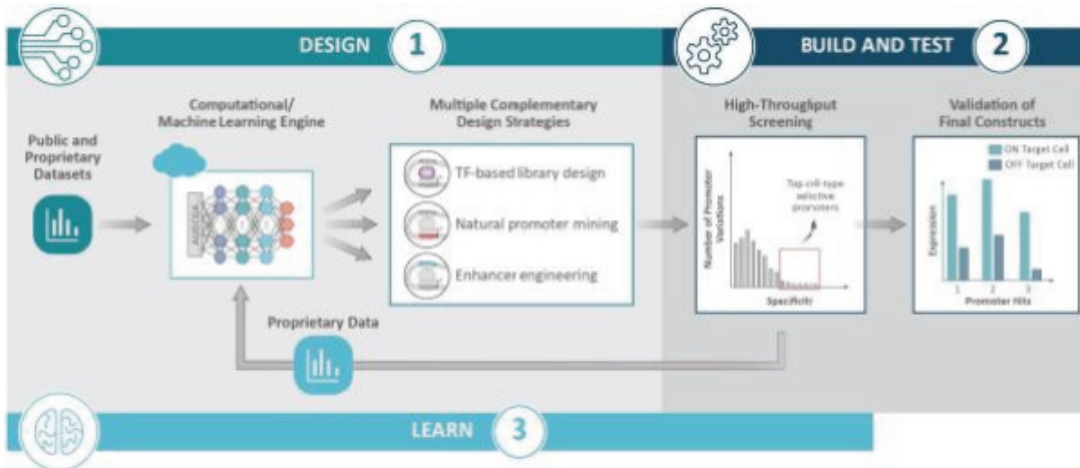 DESIGN 1
BUILD AND TEST 2
Public and
Proprietary
Datasets
Computational/
Machine Learning Engine
Multiple Complementary
Design Strategies
TF-based library design
Natural promoter mining
Enhancer engineering
High-Throughput
Screening
Number of Promoter
Variations
Top cell-type
selective
promoters
Specificity
Validation of
Final Constructs
ON Target Cell
OFF Target Cell
Expression
1 2 3
Promoter Hits
Proprietary Data
LEARN 3